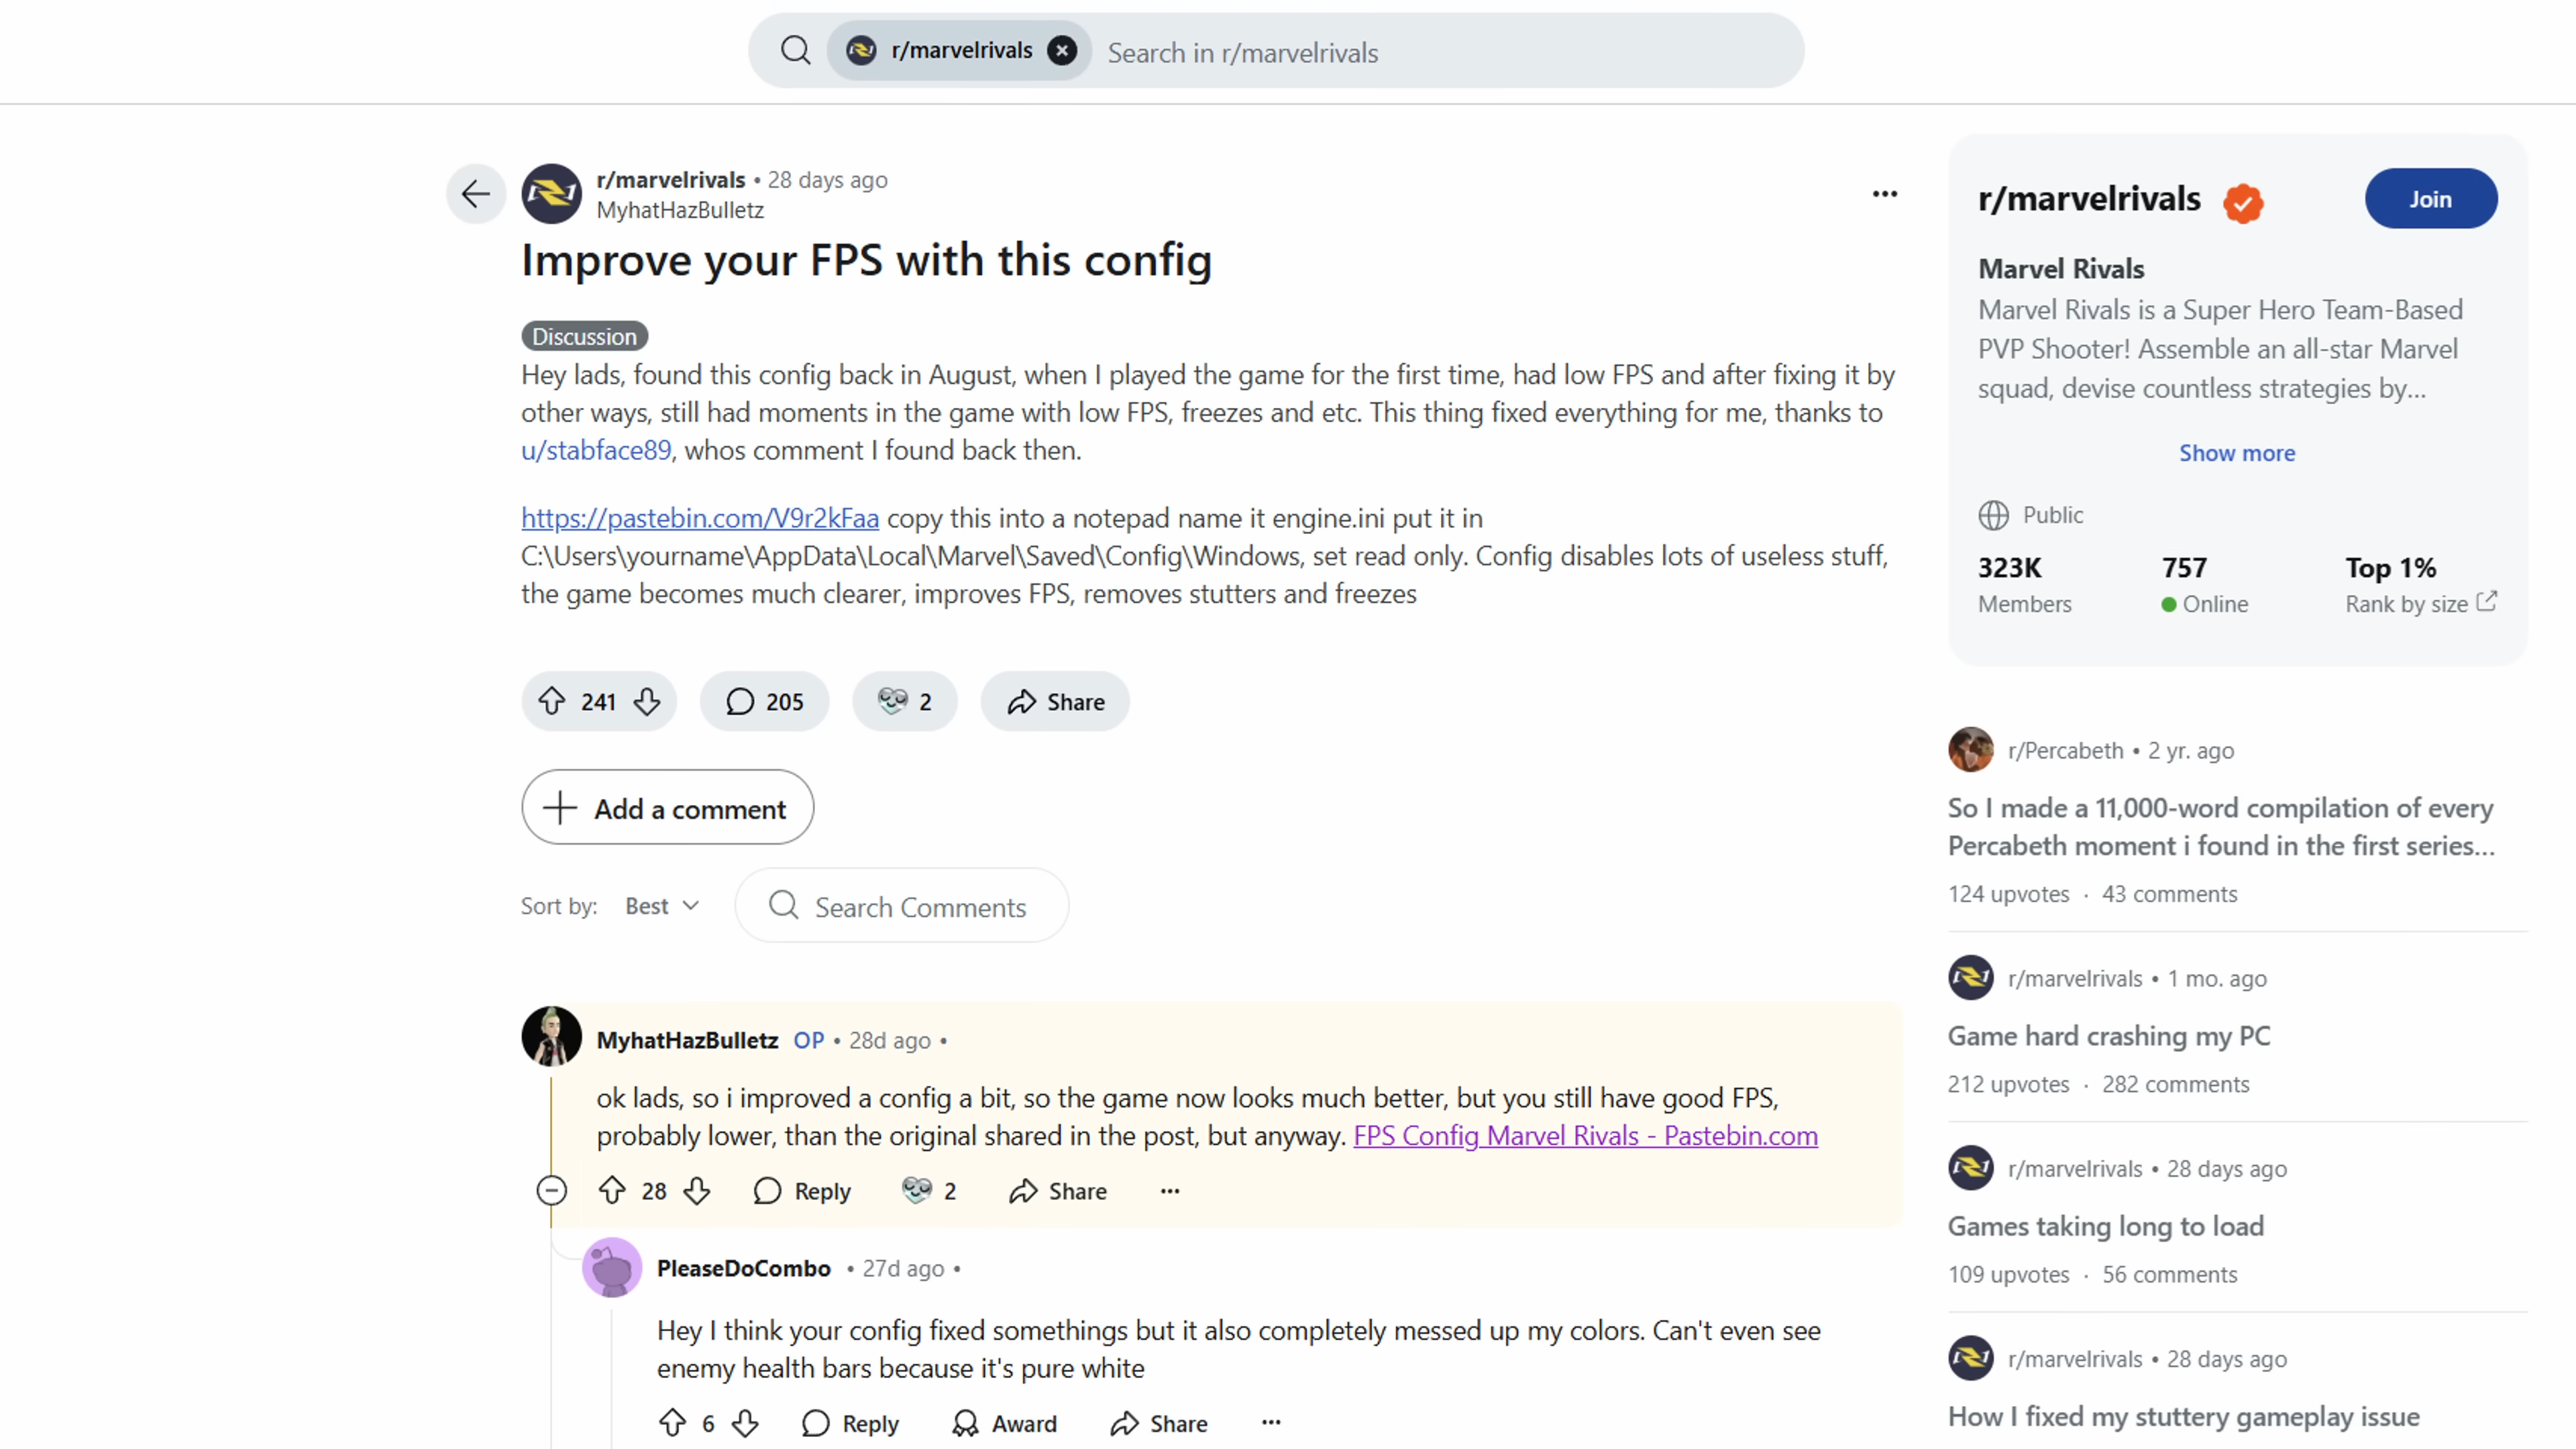 r/marvelrivals Search in r/marvelrivals
r/marvelrivals • 28 days ago
MyhatHazBulletz
Improve your FPS with this config
Discussion
Hey lads, found this config back in August, when I played the game for the first time, had low FPS and after fixing it by
other ways, still had moments in the game with low FPS, freezes and etc. This thing fixed everything for me, thanks to
u/stabface89, whos comment I found back then.
https://pastebin.com/V9r2kFaa copy this into a notepad name it engine.ini put it in
C:\Users\yourname\AppData\Local\Marvel\Saved\Config\Windows, set read only. Config disables lots of useless stuff,
the game becomes much clearer, improves FPS, removes stutters and freezes
241 205 2 Share
Add a comment
Sort by: Best Search Comments
MyhatHazBulletz OP • 28d ago •
ok lads, so i improved a config a bit, so the game now looks much better, but you still have good FPS,
probably lower, than the original shared in the post, but anyway. FPS Config Marvel Rivals - Pastebin.com
28 Reply 2 Share
PleaseDoCombo • 27d ago •
Hey I think your config fixed somethings but it also completely messed up my colors. Can't even see
enemy health bars because it's pure white
6 Reply Award Share
r/marvelrivals Join
Marvel Rivals
Marvel Rivals is a Super Hero Team-Based
PVP Shooter! Assemble an all-star Marvel
squad, devise countless strategies by...
Show more
Public
323K 757 Top 1%
Members Online Rank by size
r/Percabeth • 2 yr. ago
So I made a 11,000-word compilation of every
Percabeth moment i found in the first series...
124 upvotes · 43 comments
r/marvelrivals • 1 mo. ago
Game hard crashing my PC
212 upvotes · 282 comments
r/marvelrivals • 28 days ago
Games taking long to load
109 upvotes · 56 comments
r/marvelrivals • 28 days ago
How I fixed my stuttery gameplay issue